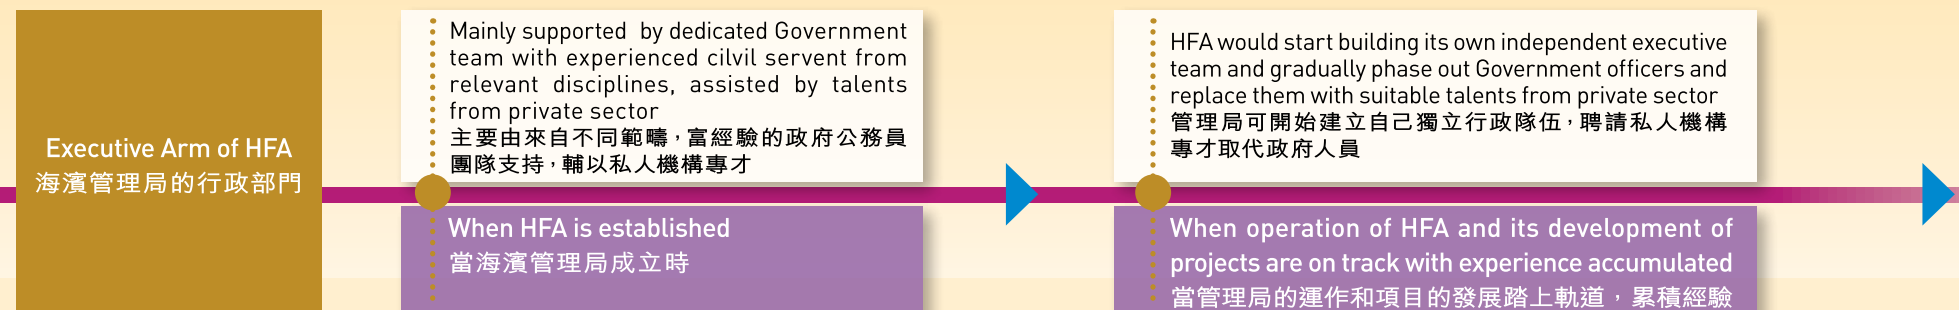 Executive Arm of HFA
海濱管理局的行政部門
Mainly supported by dedicated Government
team with experienced cilvil servent from
relevant disciplines, assisted by talents
from private sector
主要由來自不同範疇，富經驗的政府公務員
團隊支持，輔以私人機構專才
When HFA is established
當海濱管理局成立時
HFA would start building its own independent executive
team and gradually phase out Government officers and
replace them with suitable talents from private sector
管理局可開始建立自己獨立行政隊伍，聘請私人機構
專才取代政府人員
When operation of HFA and its development of
projects are on track with experience accumulated
當管理局的運作和項目的發展踏上軌道，累積經驗